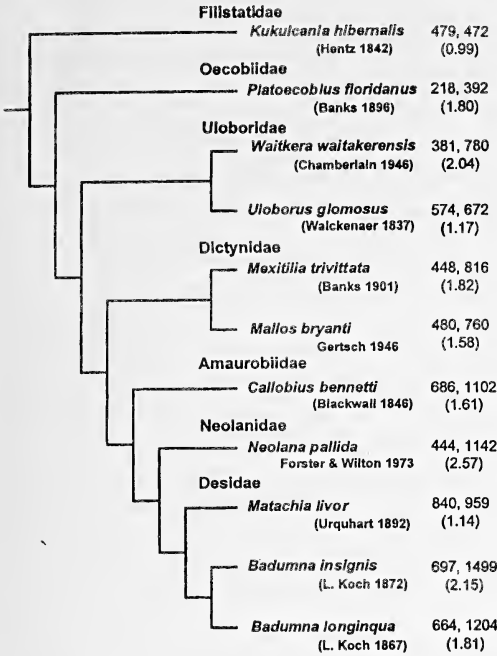 Filistatidae
Kukulcania hibernalis 479, 472
(Hentz 1842) (0.99)
Oecobiidae
Platoecobius floridanus 218, 392
(Banks 1896) (1.80)
Uloboridae
Waitkera waitakerensis 381, 780
(Chamberlain 1946) (2.04)
Uloborus glomosus 574, 672
(Walckenaer 1837) (1.17)
Dictynidae
Mexitilia trivittata 448, 816
(Banks 1901) (1.82)
Mallos bryanti 480, 760
Gertsch 1946 (1.58)
Amaurobiidae
Callobius bennetti 686, 1102
(Blackwall 1846) (1.61)
Neolanidae
Neolana pallida 444, 1142
Forster & Wilton 1973 (2.57)
Desidae
Matachia livor 840, 959
(Urquhart 1892) (1.14)
Badumna insignis 697, 1499
(L. Koch 1872) (2.15)
Badumna longinqua 664, 1204
(L. Koch 1867) (1.81)